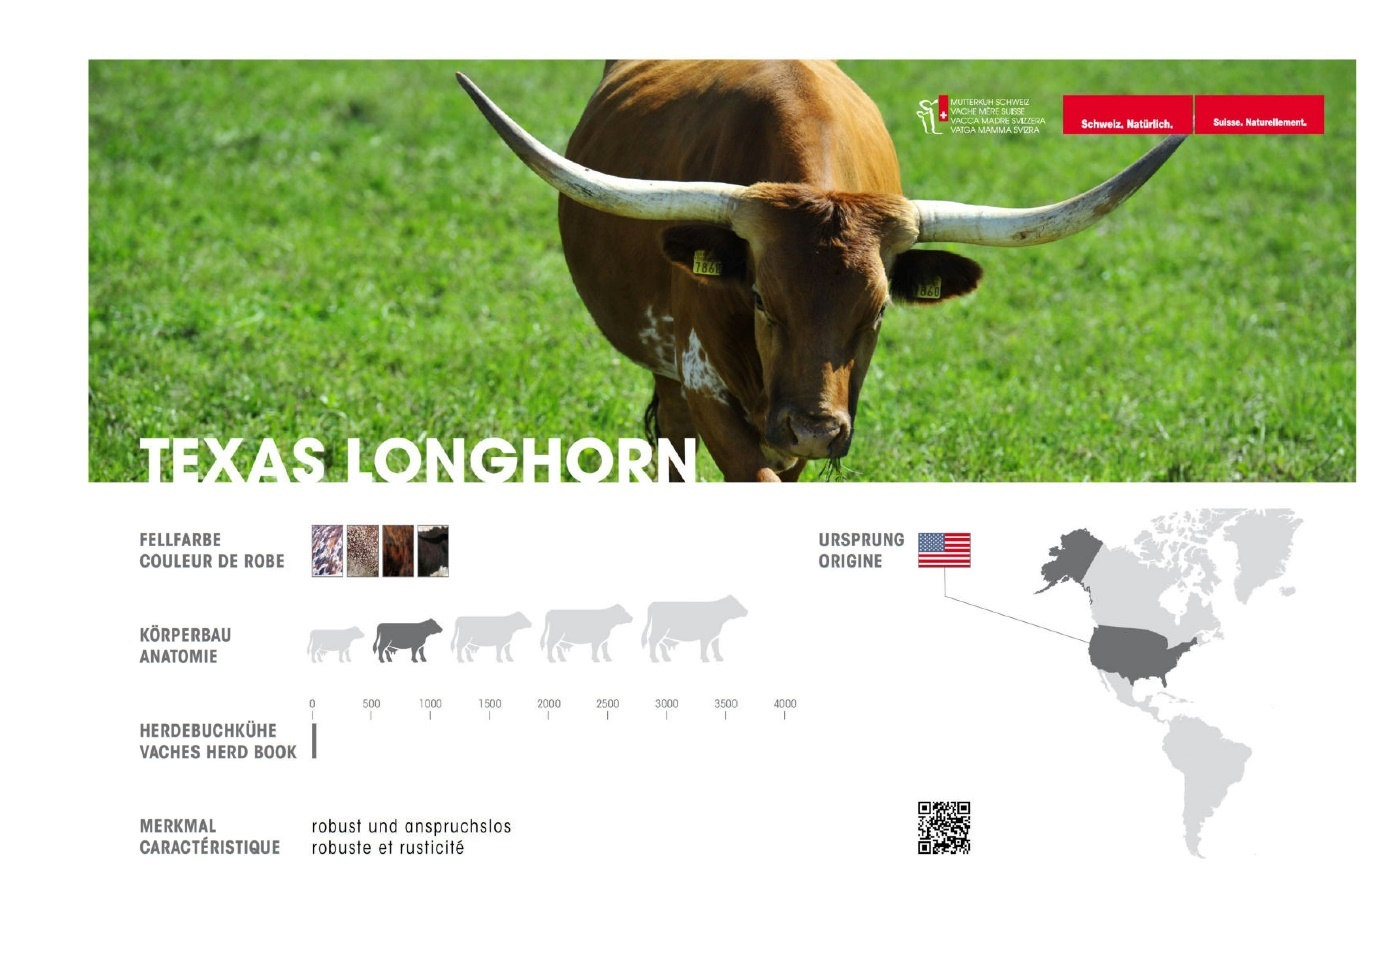 MUTTERKUH SCHWEIZ
VACHE MÈRE SUISSE
VACCA MADRE SVIZZERA
VATGA MAMMA SVIZRA
Schweiz. Natürlich.
Suisse. Naturellement.
7860
860
TEXAS LONGHORN
FELLFARBE
COULEUR DE ROBE
URSPRUNG
ORIGINE
KÖRPERBAU
ANATOMIE
0 500 1000 1500 2000 2500 3000 3500 4000
HERDEBUCHKÜHE
VACHES HERD BOOK
MERKMAL
CARACTÉRISTIQUE
robust und anspruchslos
robuste et rusticité